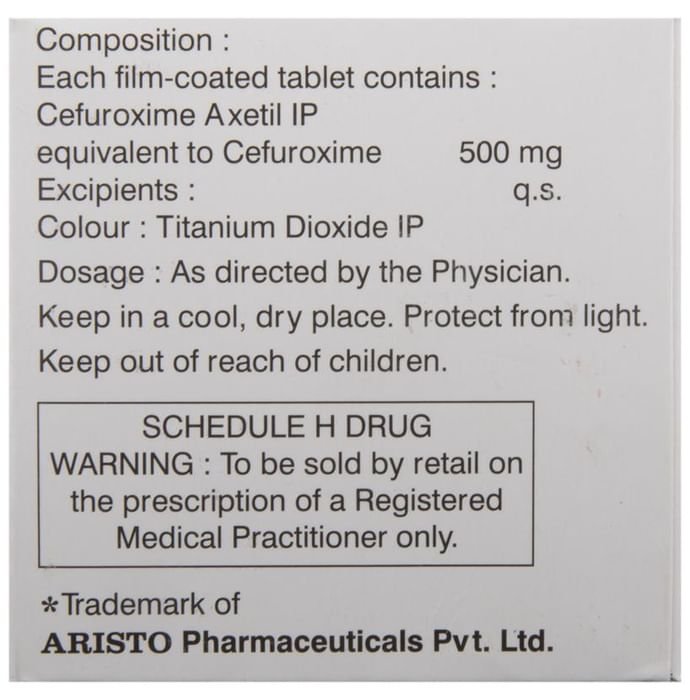 Composition :
Each film-coated tablet contains :
Cefuroxime Axetil IP
equivalent to Cefuroxime 500 mg
Excipients : q.s.
Colour : Titanium Dioxide IP
Dosage : As directed by the Physician.
Keep in a cool, dry place. Protect from light.
Keep out of reach of children.
SCHEDULE H DRUG
WARNING : To be sold by retail on
the prescription of a Registered
Medical Practitioner only.
*Trademark of
ARISTO Pharmaceuticals Pvt. Ltd.